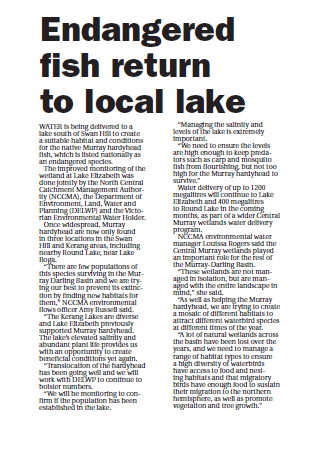 Endangered
fish return
to local lake
WATER is being delivered to a
lake south of Swan Hill to create
a suitable habitat and conditions
for the native Murray hardyhead
fish, which is listed nationally as
an endangered species.
The improved monitoring of the
wetland at Lake Elizabeth was
done jointly by the North Central
Catchment Management Author-
ity (NCCMA), the Department of
Environment, Land, Water and
Planning (DELWP) and the Victo-
rian Environmental Water Holder.
Once widespread, Murray
hardyhead are now only found
in three locations in the Swan
Hill and Kerang areas, including
nearby Round Lake, near Lake
Boga.
"There are few populations of
this species surviving in the Mur-
ray Darling Basin and we are try-
ing our best to prevent its extinc-
tion by finding new habitats for
them," NCCMA environmental
flows officer Amy Russell said.
"The Kerang Lakes are diverse
and Lake Elizabeth previously
supported Murray hardyhead.
The lake's elevated salinity and
abundant plant life provides us
with an opportunity to create
beneficial conditions yet again.
"Translocation of the hardyhead
has been going well and we will
work with DELWP to continue to
bolster numbers.
"We will be monitoring to con-
firm if the population has been
established in the lake.
"Managing the salinity and
levels of the lake is extremely
important.
"We need to ensure the levels
are high enough to keep preda-
tors such as carp and mosquito
fish from flourishing, but not too
high for the Murray hardyhead to
survive."
Water delivery of up to 1200
megalitres will continue to Lake
Elizabeth and 400 megalitres
to Round Lake in the coming
months, as part of a wider Central
Murray wetlands water delivery
program.
NCCMA environmental water
manager Louissa Rogers said the
Central Murray wetlands played
an important role for the rest of
the Murray-Darling Basin.
"These wetlands are not man-
aged in isolation, but are man-
aged with the entire landscape in
mind," she said.
"As well as helping the Murray
hardyhead, we are trying to create
a mosaic of different habitats to
attract different waterbird species
at different times of the year.
"A lot of natural wetlands across
the basin have been lost over the
years, and we need to manage a
range of habitat types to ensure
a high diversity of waterbirds
have access to food and nest-
ing habitats and that migratory
birds have enough food to sustain
their migration to the northern
hemisphere, as well as promote
vegetation and tree growth."